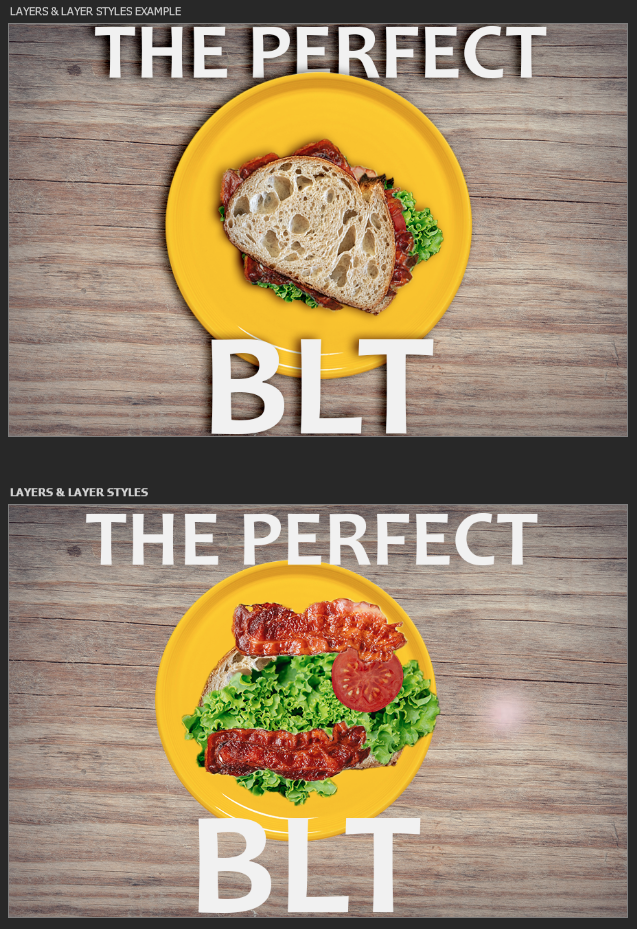 LAYERS & LAYER STYLES EXAMPLE
THE PERFECT
BLT
LAYERS & LAYER STYLES
THE PERFECT
BLT